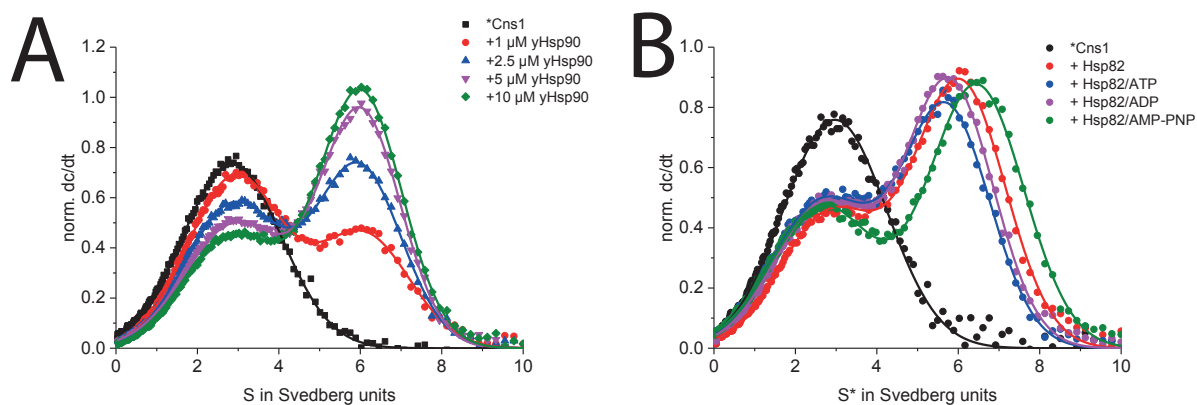 A
*Cns1
+1 µM yHsp90
+2.5 µM yHsp90
+5 µM yHsp90
+10 µM yHsp90
norm. dc/dt
1.2
1.0
0.8
0.6
0.4
0.2
0.0
0 2 4 6 8 10
S in Svedberg units
B
*Cns1
+ Hsp82
+ Hsp82/ATP
+ Hsp82/ADP
+ Hsp82/AMP-PNP
norm. dc/dt
1.0
0.8
0.6
0.4
0.2
0.0
0 2 4 6 8 10
S* in Svedberg units